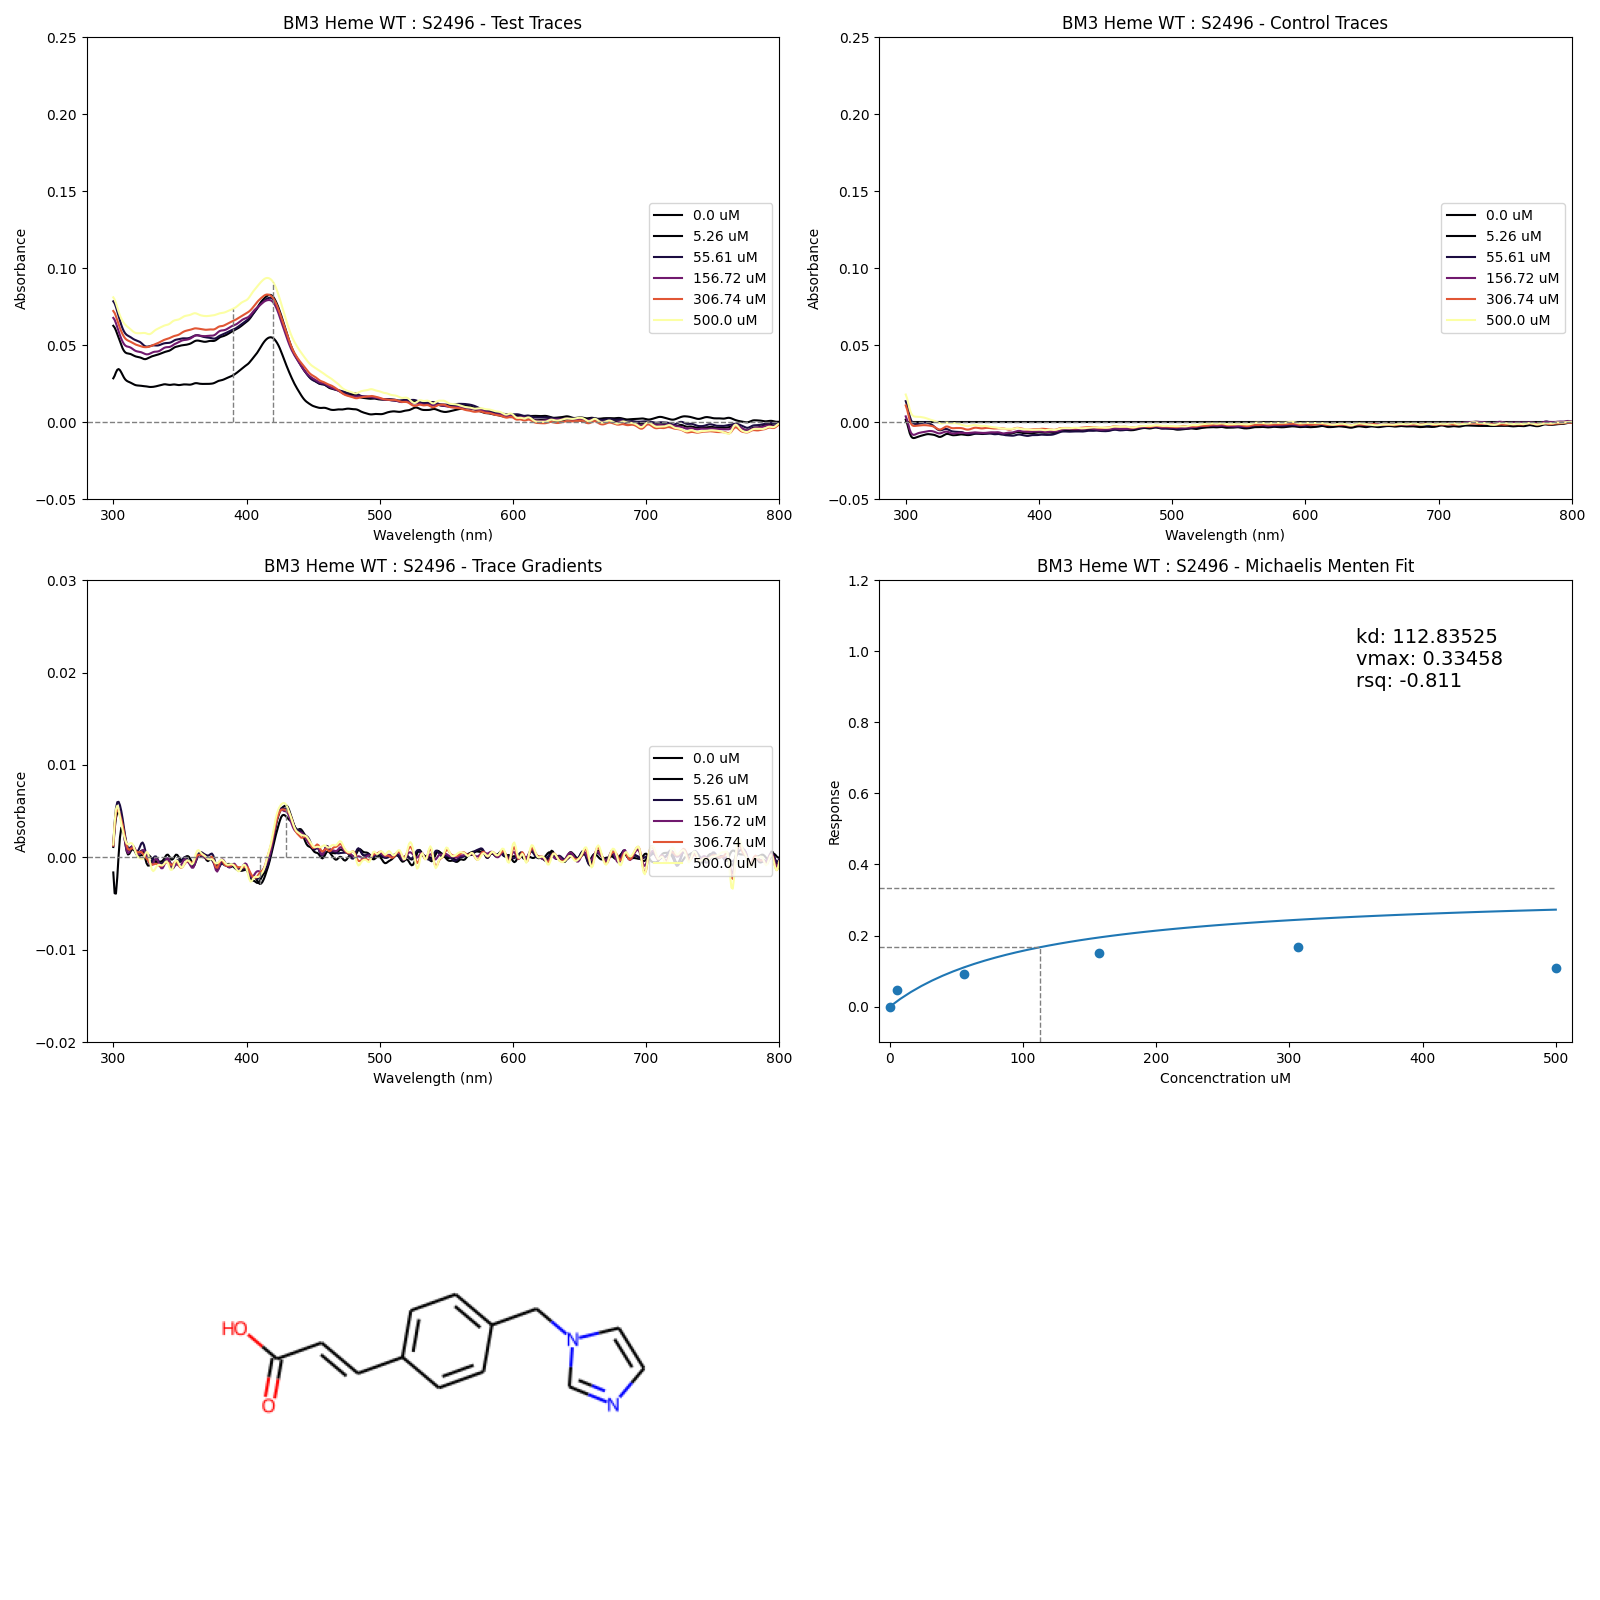 BM3 Heme WT : S2496 - Test Traces
0.25
0.20
0.15
0.10
0.05
0.00
−0.05
Absorbance
300 400 500 600 700 800
Wavelength (nm)
0.0 uM
5.26 uM
55.61 uM
156.72 uM
306.74 uM
500.0 uM
BM3 Heme WT : S2496 - Control Traces
0.25
0.20
0.15
0.10
0.05
0.00
−0.05
Absorbance
300 400 500 600 700 800
Wavelength (nm)
0.0 uM
5.26 uM
55.61 uM
156.72 uM
306.74 uM
500.0 uM
BM3 Heme WT : S2496 - Trace Gradients
0.03
0.02
0.01
0.00
−0.01
−0.02
Absorbance
300 400 500 600 700 800
Wavelength (nm)
0.0 uM
5.26 uM
55.61 uM
156.72 uM
306.74 uM
500.0 uM
BM3 Heme WT : S2496 - Michaelis Menten Fit
1.2
1.0
0.8
0.6
0.4
0.2
0.0
Response
0 100 200 300 400 500
Concenctration uM
kd: 112.83525
vmax: 0.33458
rsq: -0.811
HO
O
N
N